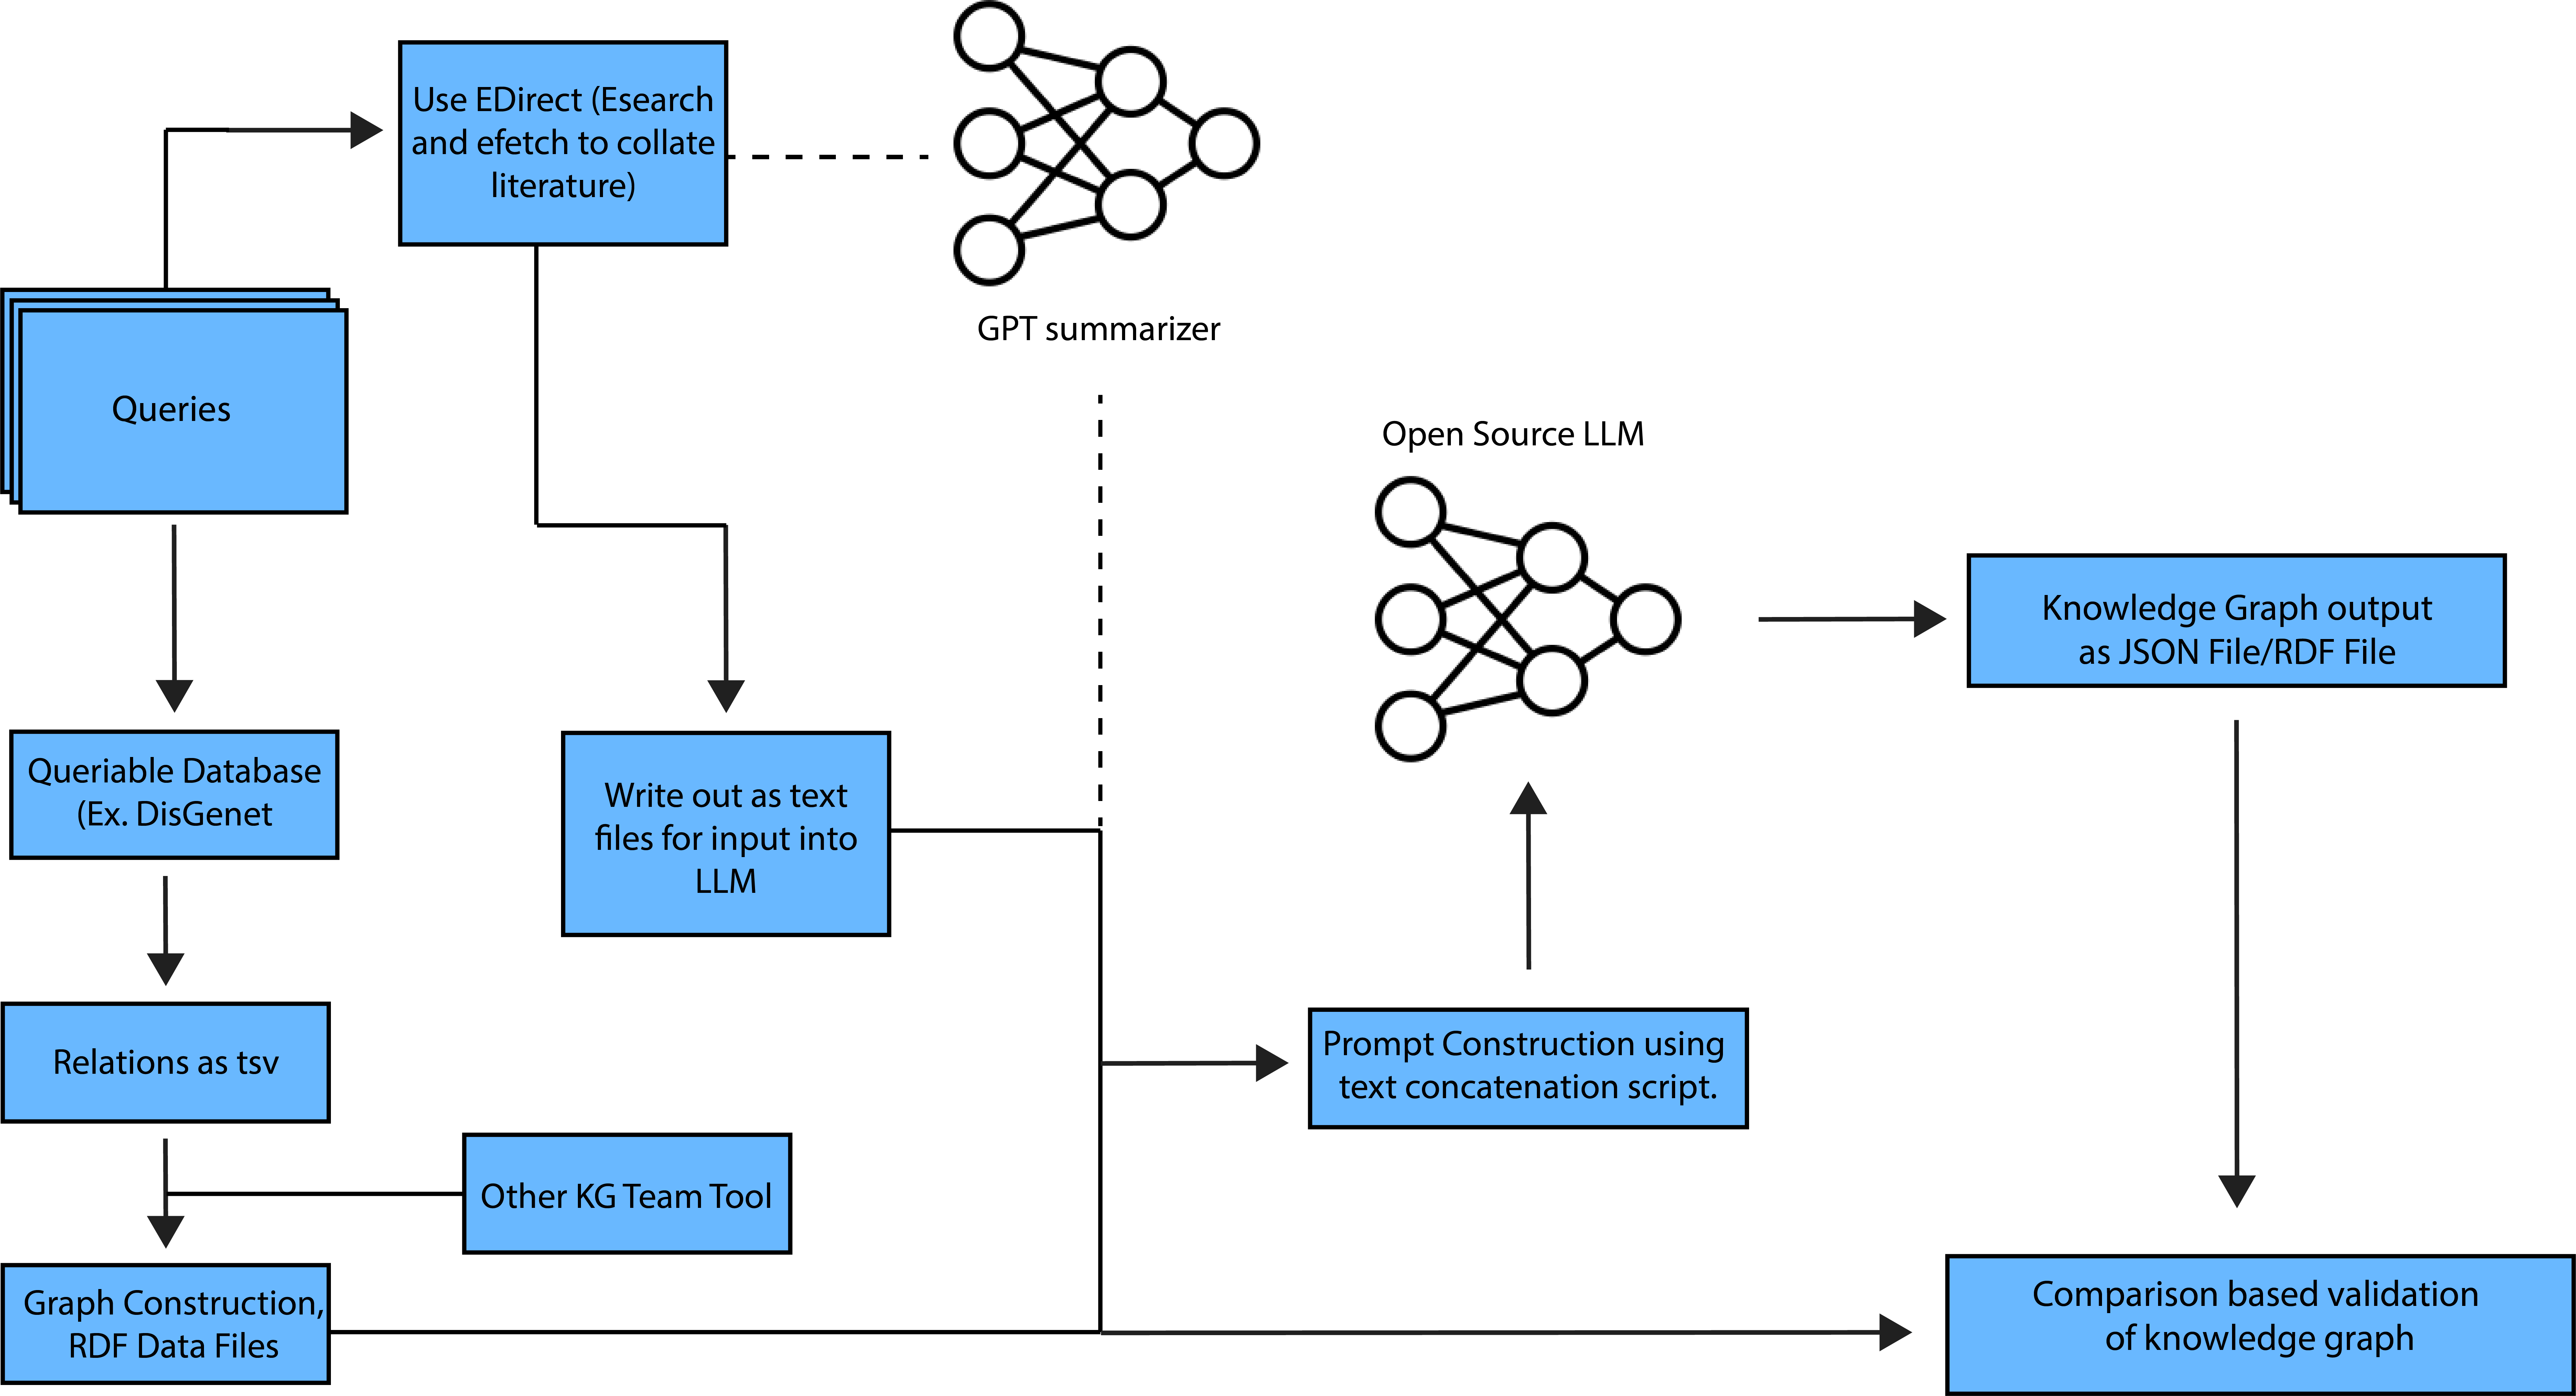 Use EDirect (Esearch
and efetch to collate
literature)
GPT summarizer
Queries
Open Source LLM
Knowledge Graph output
as JSON File/RDF File
Queriable Database
(Ex. DisGenet
Write out as text
files for input into
LLM
Relations as tsv
Prompt Construction using
text concatenation script.
Other KG Team Tool
Graph Construction,
RDF Data Files
Comparison based validation
of knowledge graph